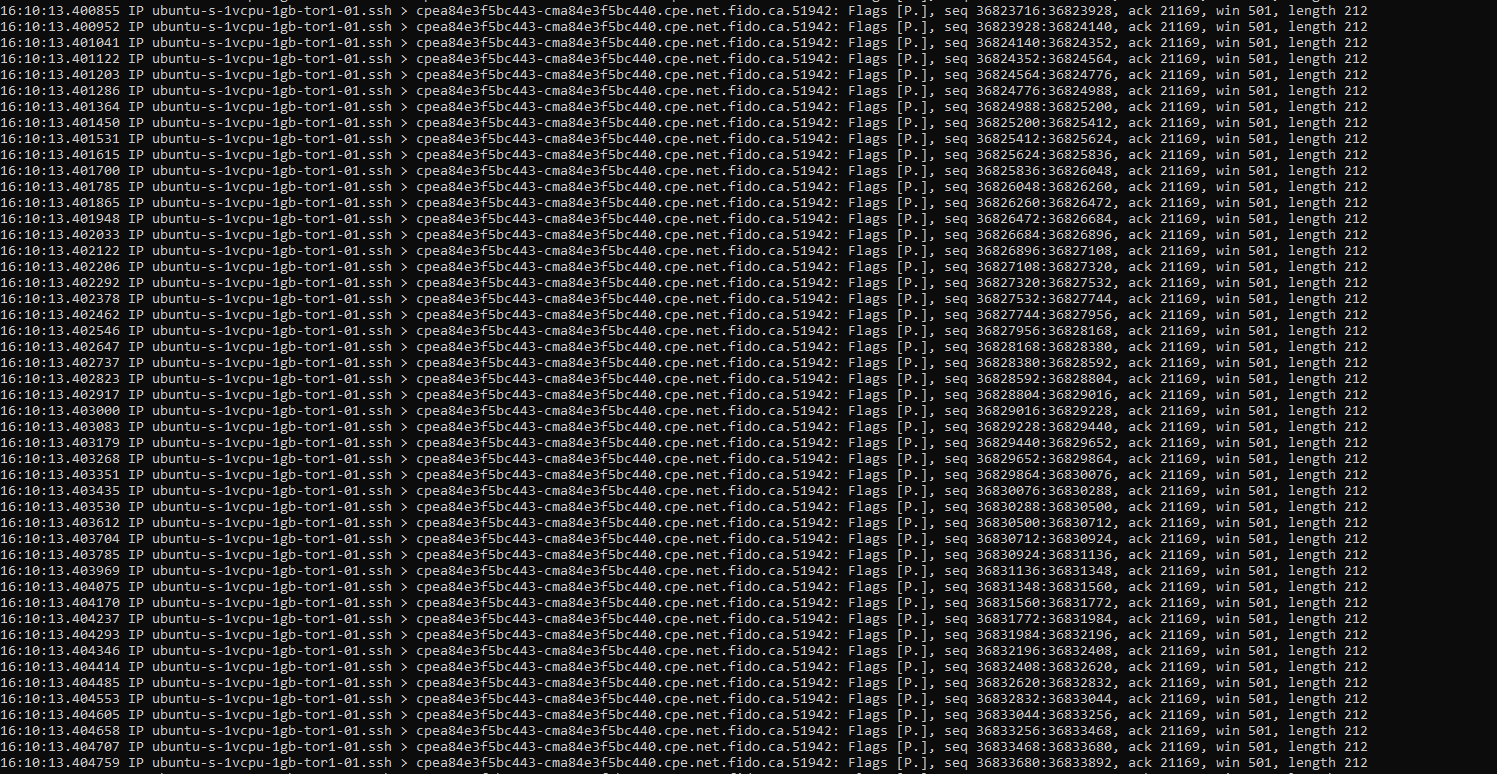 16:10:13.400855 IP ubuntu-s-1vcpu-1gb-tor1-01.ssh > cpea84e3f5bc443-cma84e3f5bc440.cpe.net.fido.ca.51942: Flags [P.], seq 36823716:36823928, ack 21169, win 501, length 212
16:10:13.400952 IP ubuntu-s-1vcpu-1gb-tor1-01.ssh > cpea84e3f5bc443-cma84e3f5bc440.cpe.net.fido.ca.51942: Flags [P.], seq 36823928:36824140, ack 21169, win 501, length 212
16:10:13.401041 IP ubuntu-s-1vcpu-1gb-tor1-01.ssh > cpea84e3f5bc443-cma84e3f5bc440.cpe.net.fido.ca.51942: Flags [P.], seq 36824140:36824352, ack 21169, win 501, length 212
16:10:13.401122 IP ubuntu-s-1vcpu-1gb-tor1-01.ssh > cpea84e3f5bc443-cma84e3f5bc440.cpe.net.fido.ca.51942: Flags [P.], seq 36824352:36824564, ack 21169, win 501, length 212
16:10:13.401203 IP ubuntu-s-1vcpu-1gb-tor1-01.ssh > cpea84e3f5bc443-cma84e3f5bc440.cpe.net.fido.ca.51942: Flags [P.], seq 36824564:36824776, ack 21169, win 501, length 212
16:10:13.401286 IP ubuntu-s-1vcpu-1gb-tor1-01.ssh > cpea84e3f5bc443-cma84e3f5bc440.cpe.net.fido.ca.51942: Flags [P.], seq 36824776:36824988, ack 21169, win 501, length 212
16:10:13.401364 IP ubuntu-s-1vcpu-1gb-tor1-01.ssh > cpea84e3f5bc443-cma84e3f5bc440.cpe.net.fido.ca.51942: Flags [P.], seq 36824988:36825200, ack 21169, win 501, length 212
16:10:13.401450 IP ubuntu-s-1vcpu-1gb-tor1-01.ssh > cpea84e3f5bc443-cma84e3f5bc440.cpe.net.fido.ca.51942: Flags [P.], seq 36825200:36825412, ack 21169, win 501, length 212
16:10:13.401531 IP ubuntu-s-1vcpu-1gb-tor1-01.ssh > cpea84e3f5bc443-cma84e3f5bc440.cpe.net.fido.ca.51942: Flags [P.], seq 36825412:36825624, ack 21169, win 501, length 212
16:10:13.401615 IP ubuntu-s-1vcpu-1gb-tor1-01.ssh > cpea84e3f5bc443-cma84e3f5bc440.cpe.net.fido.ca.51942: Flags [P.], seq 36825624:36825836, ack 21169, win 501, length 212
16:10:13.401700 IP ubuntu-s-1vcpu-1gb-tor1-01.ssh > cpea84e3f5bc443-cma84e3f5bc440.cpe.net.fido.ca.51942: Flags [P.], seq 36825836:36826048, ack 21169, win 501, length 212
16:10:13.401785 IP ubuntu-s-1vcpu-1gb-tor1-01.ssh > cpea84e3f5bc443-cma84e3f5bc440.cpe.net.fido.ca.51942: Flags [P.], seq 36826048:36826260, ack 21169, win 501, length 212
16:10:13.401865 IP ubuntu-s-1vcpu-1gb-tor1-01.ssh > cpea84e3f5bc443-cma84e3f5bc440.cpe.net.fido.ca.51942: Flags [P.], seq 36826260:36826472, ack 21169, win 501, length 212
16:10:13.401948 IP ubuntu-s-1vcpu-1gb-tor1-01.ssh > cpea84e3f5bc443-cma84e3f5bc440.cpe.net.fido.ca.51942: Flags [P.], seq 36826472:36826684, ack 21169, win 501, length 212
16:10:13.402033 IP ubuntu-s-1vcpu-1gb-tor1-01.ssh > cpea84e3f5bc443-cma84e3f5bc440.cpe.net.fido.ca.51942: Flags [P.], seq 36826684:36826896, ack 21169, win 501, length 212
16:10:13.402122 IP ubuntu-s-1vcpu-1gb-tor1-01.ssh > cpea84e3f5bc443-cma84e3f5bc440.cpe.net.fido.ca.51942: Flags [P.], seq 36826896:36827108, ack 21169, win 501, length 212
16:10:13.402206 IP ubuntu-s-1vcpu-1gb-tor1-01.ssh > cpea84e3f5bc443-cma84e3f5bc440.cpe.net.fido.ca.51942: Flags [P.], seq 36827108:36827320, ack 21169, win 501, length 212
16:10:13.402292 IP ubuntu-s-1vcpu-1gb-tor1-01.ssh > cpea84e3f5bc443-cma84e3f5bc440.cpe.net.fido.ca.51942: Flags [P.], seq 36827320:36827532, ack 21169, win 501, length 212
16:10:13.402378 IP ubuntu-s-1vcpu-1gb-tor1-01.ssh > cpea84e3f5bc443-cma84e3f5bc440.cpe.net.fido.ca.51942: Flags [P.], seq 36827532:36827744, ack 21169, win 501, length 212
16:10:13.402462 IP ubuntu-s-1vcpu-1gb-tor1-01.ssh > cpea84e3f5bc443-cma84e3f5bc440.cpe.net.fido.ca.51942: Flags [P.], seq 36827744:36827956, ack 21169, win 501, length 212
16:10:13.402546 IP ubuntu-s-1vcpu-1gb-tor1-01.ssh > cpea84e3f5bc443-cma84e3f5bc440.cpe.net.fido.ca.51942: Flags [P.], seq 36827956:36828168, ack 21169, win 501, length 212
16:10:13.402647 IP ubuntu-s-1vcpu-1gb-tor1-01.ssh > cpea84e3f5bc443-cma84e3f5bc440.cpe.net.fido.ca.51942: Flags [P.], seq 36828168:36828380, ack 21169, win 501, length 212
16:10:13.402737 IP ubuntu-s-1vcpu-1gb-tor1-01.ssh > cpea84e3f5bc443-cma84e3f5bc440.cpe.net.fido.ca.51942: Flags [P.], seq 36828380:36828592, ack 21169, win 501, length 212
16:10:13.402823 IP ubuntu-s-1vcpu-1gb-tor1-01.ssh > cpea84e3f5bc443-cma84e3f5bc440.cpe.net.fido.ca.51942: Flags [P.], seq 36828592:36828804, ack 21169, win 501, length 212
16:10:13.402917 IP ubuntu-s-1vcpu-1gb-tor1-01.ssh > cpea84e3f5bc443-cma84e3f5bc440.cpe.net.fido.ca.51942: Flags [P.], seq 36828804:36829016, ack 21169, win 501, length 212
16:10:13.403000 IP ubuntu-s-1vcpu-1gb-tor1-01.ssh > cpea84e3f5bc443-cma84e3f5bc440.cpe.net.fido.ca.51942: Flags [P.], seq 36829016:36829228, ack 21169, win 501, length 212
16:10:13.403083 IP ubuntu-s-1vcpu-1gb-tor1-01.ssh > cpea84e3f5bc443-cma84e3f5bc440.cpe.net.fido.ca.51942: Flags [P.], seq 36829228:36829440, ack 21169, win 501, length 212
16:10:13.403179 IP ubuntu-s-1vcpu-1gb-tor1-01.ssh > cpea84e3f5bc443-cma84e3f5bc440.cpe.net.fido.ca.51942: Flags [P.], seq 36829440:36829652, ack 21169, win 501, length 212
16:10:13.403268 IP ubuntu-s-1vcpu-1gb-tor1-01.ssh > cpea84e3f5bc443-cma84e3f5bc440.cpe.net.fido.ca.51942: Flags [P.], seq 36829652:36829864, ack 21169, win 501, length 212
16:10:13.403351 IP ubuntu-s-1vcpu-1gb-tor1-01.ssh > cpea84e3f5bc443-cma84e3f5bc440.cpe.net.fido.ca.51942: Flags [P.], seq 36829864:36830076, ack 21169, win 501, length 212
16:10:13.403435 IP ubuntu-s-1vcpu-1gb-tor1-01.ssh > cpea84e3f5bc443-cma84e3f5bc440.cpe.net.fido.ca.51942: Flags [P.], seq 36830076:36830288, ack 21169, win 501, length 212
16:10:13.403530 IP ubuntu-s-1vcpu-1gb-tor1-01.ssh > cpea84e3f5bc443-cma84e3f5bc440.cpe.net.fido.ca.51942: Flags [P.], seq 36830288:36830500, ack 21169, win 501, length 212
16:10:13.403612 IP ubuntu-s-1vcpu-1gb-tor1-01.ssh > cpea84e3f5bc443-cma84e3f5bc440.cpe.net.fido.ca.51942: Flags [P.], seq 36830500:36830712, ack 21169, win 501, length 212
16:10:13.403704 IP ubuntu-s-1vcpu-1gb-tor1-01.ssh > cpea84e3f5bc443-cma84e3f5bc440.cpe.net.fido.ca.51942: Flags [P.], seq 36830712:36830924, ack 21169, win 501, length 212
16:10:13.403785 IP ubuntu-s-1vcpu-1gb-tor1-01.ssh > cpea84e3f5bc443-cma84e3f5bc440.cpe.net.fido.ca.51942: Flags [P.], seq 36830924:36831136, ack 21169, win 501, length 212
16:10:13.403969 IP ubuntu-s-1vcpu-1gb-tor1-01.ssh > cpea84e3f5bc443-cma84e3f5bc440.cpe.net.fido.ca.51942: Flags [P.], seq 36831136:36831348, ack 21169, win 501, length 212
16:10:13.404075 IP ubuntu-s-1vcpu-1gb-tor1-01.ssh > cpea84e3f5bc443-cma84e3f5bc440.cpe.net.fido.ca.51942: Flags [P.], seq 36831348:36831560, ack 21169, win 501, length 212
16:10:13.404170 IP ubuntu-s-1vcpu-1gb-tor1-01.ssh > cpea84e3f5bc443-cma84e3f5bc440.cpe.net.fido.ca.51942: Flags [P.], seq 36831560:36831772, ack 21169, win 501, length 212
16:10:13.404237 IP ubuntu-s-1vcpu-1gb-tor1-01.ssh > cpea84e3f5bc443-cma84e3f5bc440.cpe.net.fido.ca.51942: Flags [P.], seq 36831772:36831984, ack 21169, win 501, length 212
16:10:13.404293 IP ubuntu-s-1vcpu-1gb-tor1-01.ssh > cpea84e3f5bc443-cma84e3f5bc440.cpe.net.fido.ca.51942: Flags [P.], seq 36831984:36832196, ack 21169, win 501, length 212
16:10:13.404346 IP ubuntu-s-1vcpu-1gb-tor1-01.ssh > cpea84e3f5bc443-cma84e3f5bc440.cpe.net.fido.ca.51942: Flags [P.], seq 36832196:36832408, ack 21169, win 501, length 212
16:10:13.404414 IP ubuntu-s-1vcpu-1gb-tor1-01.ssh > cpea84e3f5bc443-cma84e3f5bc440.cpe.net.fido.ca.51942: Flags [P.], seq 36832408:36832620, ack 21169, win 501, length 212
16:10:13.404485 IP ubuntu-s-1vcpu-1gb-tor1-01.ssh > cpea84e3f5bc443-cma84e3f5bc440.cpe.net.fido.ca.51942: Flags [P.], seq 36832620:36832832, ack 21169, win 501, length 212
16:10:13.404553 IP ubuntu-s-1vcpu-1gb-tor1-01.ssh > cpea84e3f5bc443-cma84e3f5bc440.cpe.net.fido.ca.51942: Flags [P.], seq 36832832:36833044, ack 21169, win 501, length 212
16:10:13.404605 IP ubuntu-s-1vcpu-1gb-tor1-01.ssh > cpea84e3f5bc443-cma84e3f5bc440.cpe.net.fido.ca.51942: Flags [P.], seq 36833044:36833256, ack 21169, win 501, length 212
16:10:13.404658 IP ubuntu-s-1vcpu-1gb-tor1-01.ssh > cpea84e3f5bc443-cma84e3f5bc440.cpe.net.fido.ca.51942: Flags [P.], seq 36833256:36833468, ack 21169, win 501, length 212
16:10:13.404707 IP ubuntu-s-1vcpu-1gb-tor1-01.ssh > cpea84e3f5bc443-cma84e3f5bc440.cpe.net.fido.ca.51942: Flags [P.], seq 36833468:36833680, ack 21169, win 501, length 212
16:10:13.404759 IP ubuntu-s-1vcpu-1gb-tor1-01.ssh > cpea84e3f5bc443-cma84e3f5bc440.cpe.net.fido.ca.51942: Flags [P.], seq 36833680:36833892, ack 21169, win 501, length 212